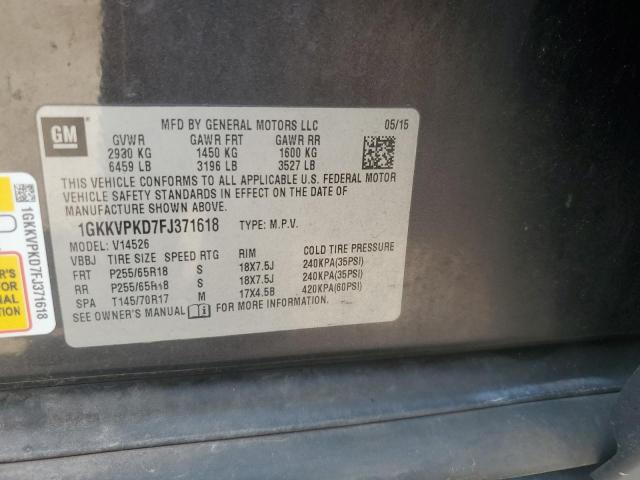 GM
MFD BY GENERAL MOTORS LLC 05/15
GVWR GAWR FRT GAWR RR
2930 KG 1450 KG 1600 KG
6459 LB 3196 LB 3527 LB
THIS VEHICLE CONFORMS TO ALL APPLICABLE U.S. FEDERAL MOTOR
VEHICLE SAFETY STANDARDS IN EFFECT ON THE DATE OF
MANUFACTURE SHOWN ABOVE.
1GKKVPKD7FJ371618 TYPE: M.P.V.
MODEL: V14526
VBBJ TIRE SIZE SPEED RTG RIM COLD TIRE PRESSURE
FRT P255/65R18 S 18X7.5J 240KPA(35PSI)
RR P255/65R18 S 18X7.5J 240KPA(35PSI)
SPA T145/70R17 M 17X4.5B 420KPA(60PSI)
SEE OWNER'S MANUAL FOR MORE INFORMATION.
1GKKVPKD7FJ371618
ER'S